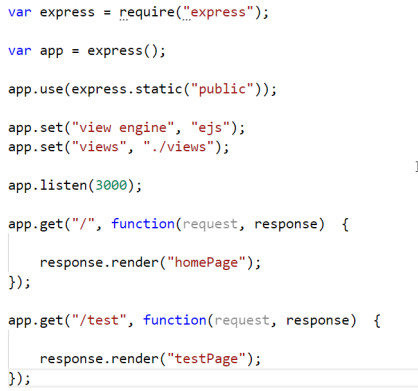 var express = require("express");
var app = express();
app.use(express.static("public"));
app.set("view engine", "ejs");
app.set("views", "./views");
app.listen(3000);
app.get("/", function(request, response)  {
response.render("homePage");
});
app.get("/test", function(request, response)  {
response.render("testPage");
});